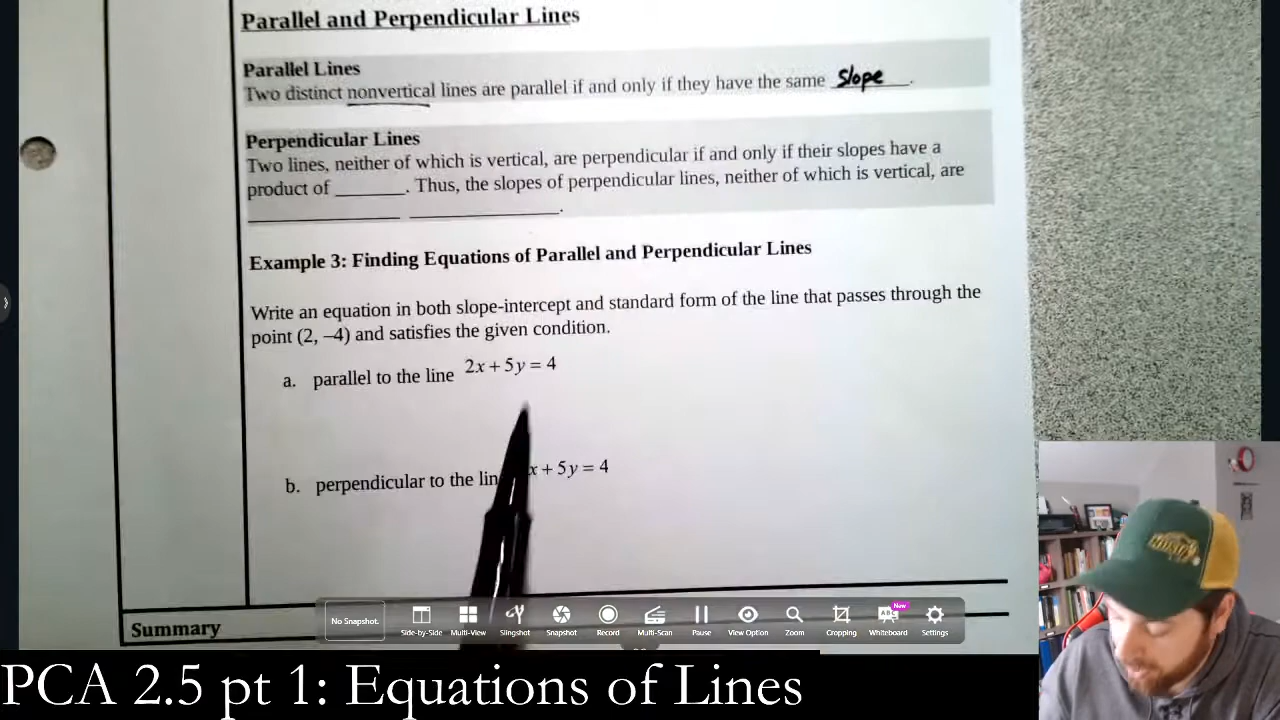 Parallel and Perpendicular Lines
Parallel Lines
Two distinct nonvertical lines are parallel if and only if they have the same slope.
Perpendicular Lines
Two lines, neither of which is vertical, are perpendicular if and only if their slopes have a
product of _______. Thus, the slopes of perpendicular lines, neither of which is vertical, are
_______________ _______________.
Example 3: Finding Equations of Parallel and Perpendicular Lines
Write an equation in both slope-intercept and standard form of the line that passes through the
point (2, –4) and satisfies the given condition.
a. parallel to the line 2x + 5y = 4
b. perpendicular to the lin x + 5y = 4
No Snapshot.
Side-by-Side Multi-View Slingshot Snapshot Record Multi-Scan Pause View Option Zoom Cropping Whiteboard Settings
New
ABC
Summary
PCA 2.5 pt 1: Equations of Lines